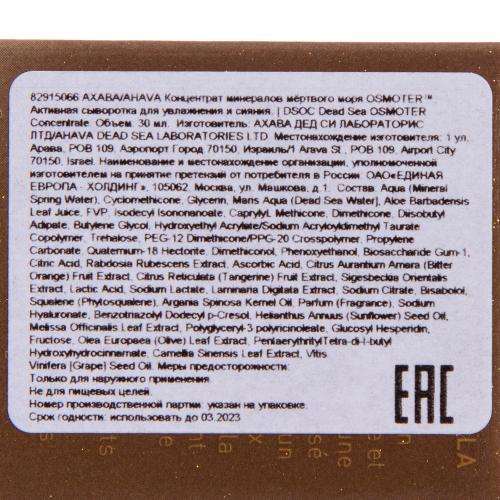 82915066 АХАВА/AHAVA Концентрат минералов мёртвого моря OSMOTER™
Активная сыворотка для увлажнения и сияния. | DSOC Dead Sea OSMOTER
Concentrate. Объем. 30 мл. Изготовитель: АХАВА ДЕД СИ ЛАБОРАТОРИС
ЛТД/AHAVA DEAD SEA LABORATORIES LTD. Местонахождение изготовителя: 1 ул.
Арава, POB 109, Аэропорт Город 70150, Израиль/1 Arava St., POB 109, Airport City
70150, Israel. Наименование и местонахождение организации, уполномоченной
изготовителем на принятие претензий от потребителя в России. ОАО«ЕДИНАЯ
ЕВРОПА - ХОЛДИНГ», 105062, Москва, ул. Машкова, д.1. Состав. Aqua (Mineral
Spring Water), Cyclomethicone, Glycerin, Maris Aqua (Dead Sea Water), Aloe Barbadensis
Leaf Juice, FVP, Isodecyl Isononanoate, Caprylyl Methicone, Dimethicone, Diisobutyl
Adipate, Butylene Glycol, Hydroxyethyl Acrylate/Sodium Acryloyldimethyl Taurate
Copolymer, Trehalose, PEG-12 Dimethicone/PPG-20 Crosspolymer, Propylene
Carbonate, Quaternium-18 Hectorite, Dimethiconol, Phenoxyethanol, Biosaccharide Gum-1,
Citric Acid, Rabdosia Rubescens Extract, Ascorbic Acid, Citrus Aurantium Amara (Bitter
Orange) Fruit Extract, Citrus Reticulata (Tangerine) Fruit Extract, Sigesbeckia Orientalis
Extract, Lactic Acid, Sodium Lactate, Laminaria Digitata Extract, Sodium Citrate, Bisabolol,
Squalene (Phytosqualene), Argania Spinosa Kernel Oil, Parfum (Fragrance), Sodium
Hyaluronate, Benzotriazolyl Dodecyl p-Cresol, Helianthus Annuus (Sunflower) Seed Oil,
Melissa Officinalis Leaf Extract, Polyglyceryl-3 polyricinoleate, Glucosyl Hesperidin,
Fructose, Olea Europaea (Olive) Leaf Extract, PentaerythrityiTetra-di-t-butyl
Hydroxyhydrocinnamate, Camellia Sinensis Leaf Extract, Vitis
Vinifera (Grape) Seed Oil. Меры предосторожности:
Только для наружного применения.
Не для пищевых целей.
Номер производственной партии: указан на упаковке.
Срок годности: использовать до 03.2023
EAC